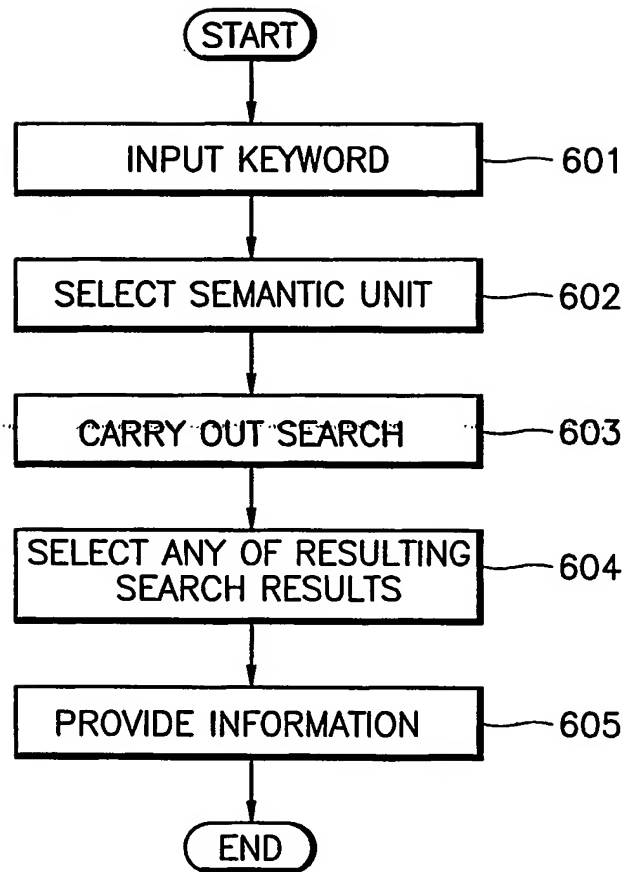 START
INPUT KEYWORD
601
SELECT SEMANTIC UNIT
602
CARRY OUT SEARCH
603
SELECT ANY OF RESULTING
SEARCH RESULTS
604
PROVIDE INFORMATION
605
END